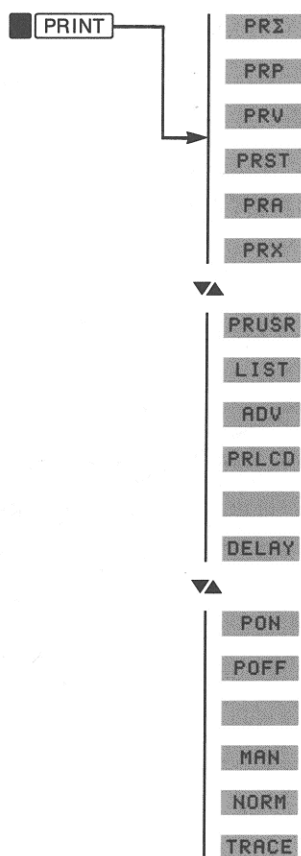 PRINT
PRΣ
PRP
PRV
PRST
PRA
PRX
PRUSR
LIST
ADV
PRLCD
DELAY
PON
POFF
MAN
NORM
TRACE